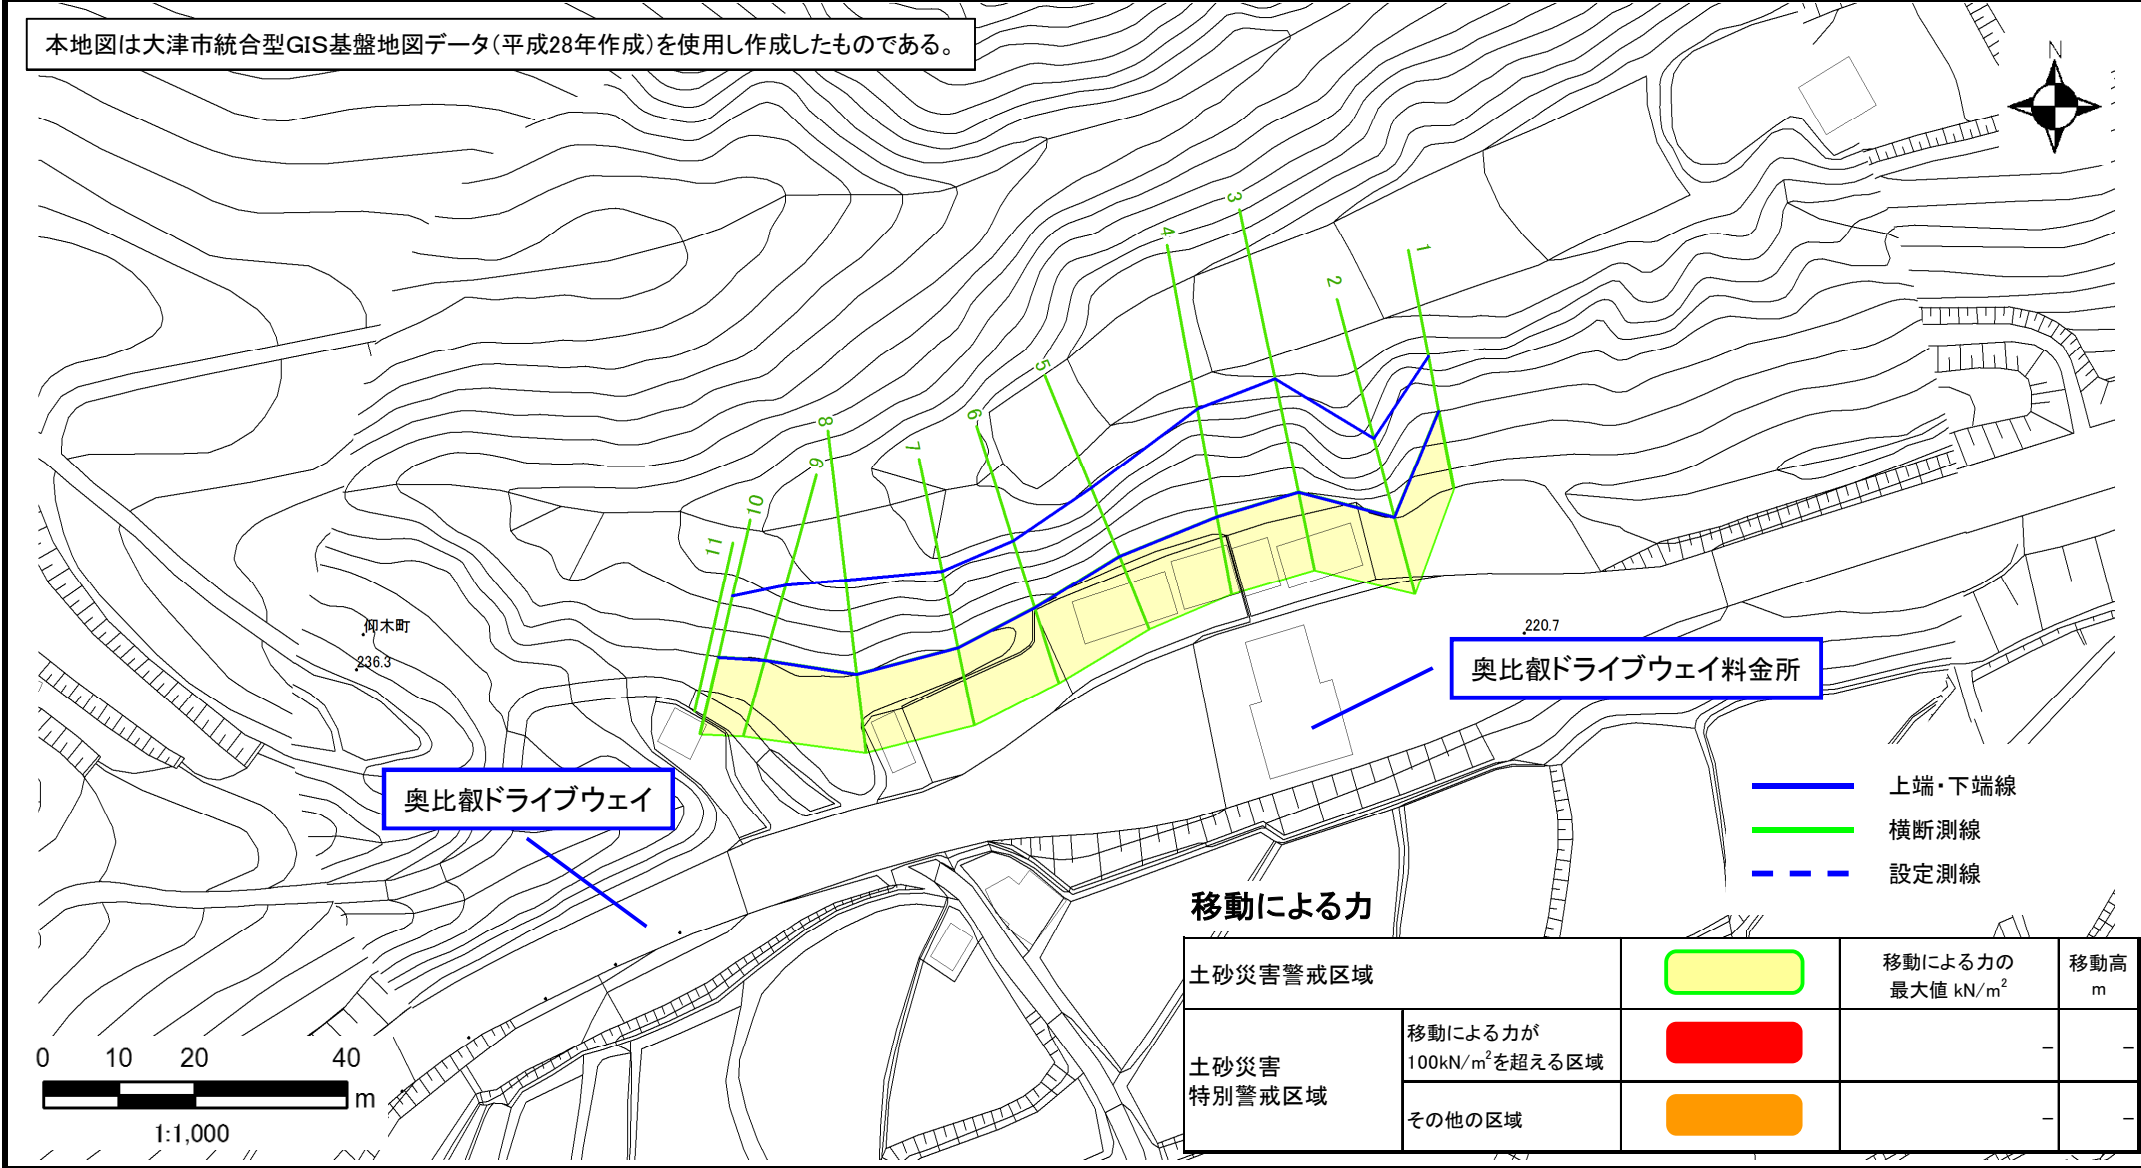 本地図は大津市統合型GIS基盤地図データ(平成28年作成)を使用し作成したものである。
N
3
4
1
2
5
6
8
7
9
10
11
仰木町
236.3
220.7
奥比叡ドライブウェイ料金所
奥比叡ドライブウェイ
上端・下端線
横断測線
設定測線
移動による力
土砂災害警戒区域
移動による力の
最大値 kN/m²
移動高
m
土砂災害
特別警戒区域
移動による力が
100kN/m²を超える区域
－ －
その他の区域
－ －
0 10 20 40
m
1:1,000